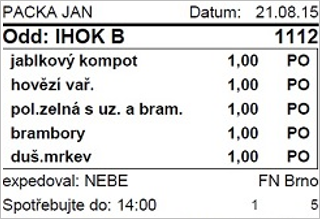 PACKA JAN Datum: 21.08.15
Odd: IHOK B 1112
jablkový kompot 1,00 PO
hovězí vař. 1,00 PO
pol.zelná s uz. a bram. 1,00 PO
brambory 1,00 PO
duš.mrkev 1,00 PO
expedoval: NEBE FN Brno
Spotřebujte do: 14:00 1 5